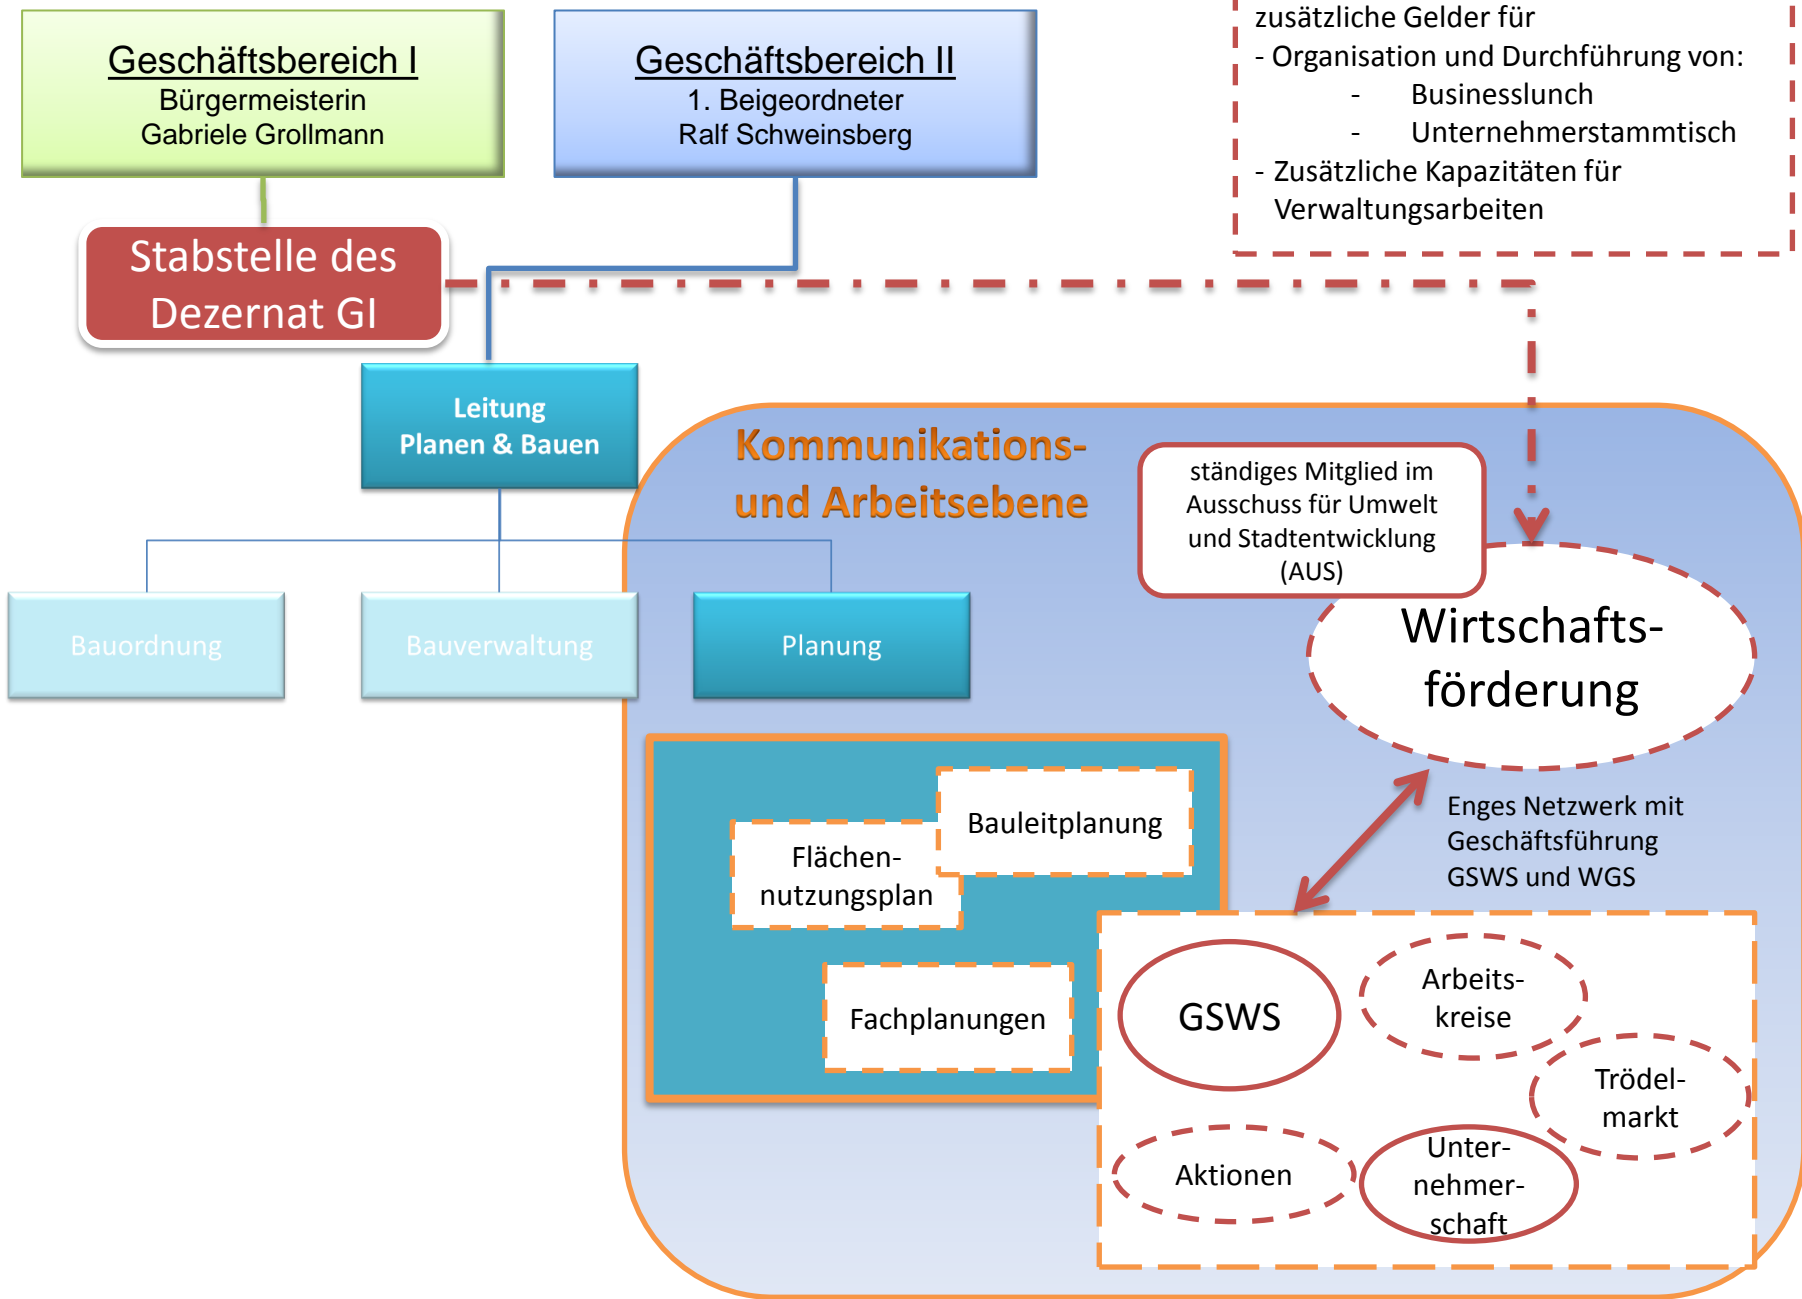 Geschäftsbereich I
Bürgermeisterin
Gabriele Grollmann
Geschäftsbereich II
1. Beigeordneter
Ralf Schweinsberg
zusätzliche Gelder für
- Organisation und Durchführung von:
- Businesslunch
- Unternehmerstammtisch
- Zusätzliche Kapazitäten für
Verwaltungsarbeiten
Stabstelle des
Dezernat GI
Leitung
Planen & Bauen
Kommunikations-
und Arbeitsebene
ständiges Mitglied im
Ausschuss für Umwelt
und Stadtentwicklung
(AUS)
Bauordnung
Bauverwaltung
Planung
Wirtschafts-
förderung
Bauleitplanung
Flächen-
nutzungsplan
Fachplanungen
Enges Netzwerk mit
Geschäftsführung
GSWS und WGS
GSWS
Arbeits-
kreise
Trödel-
markt
Aktionen
Unter-
nehmer-
schaft